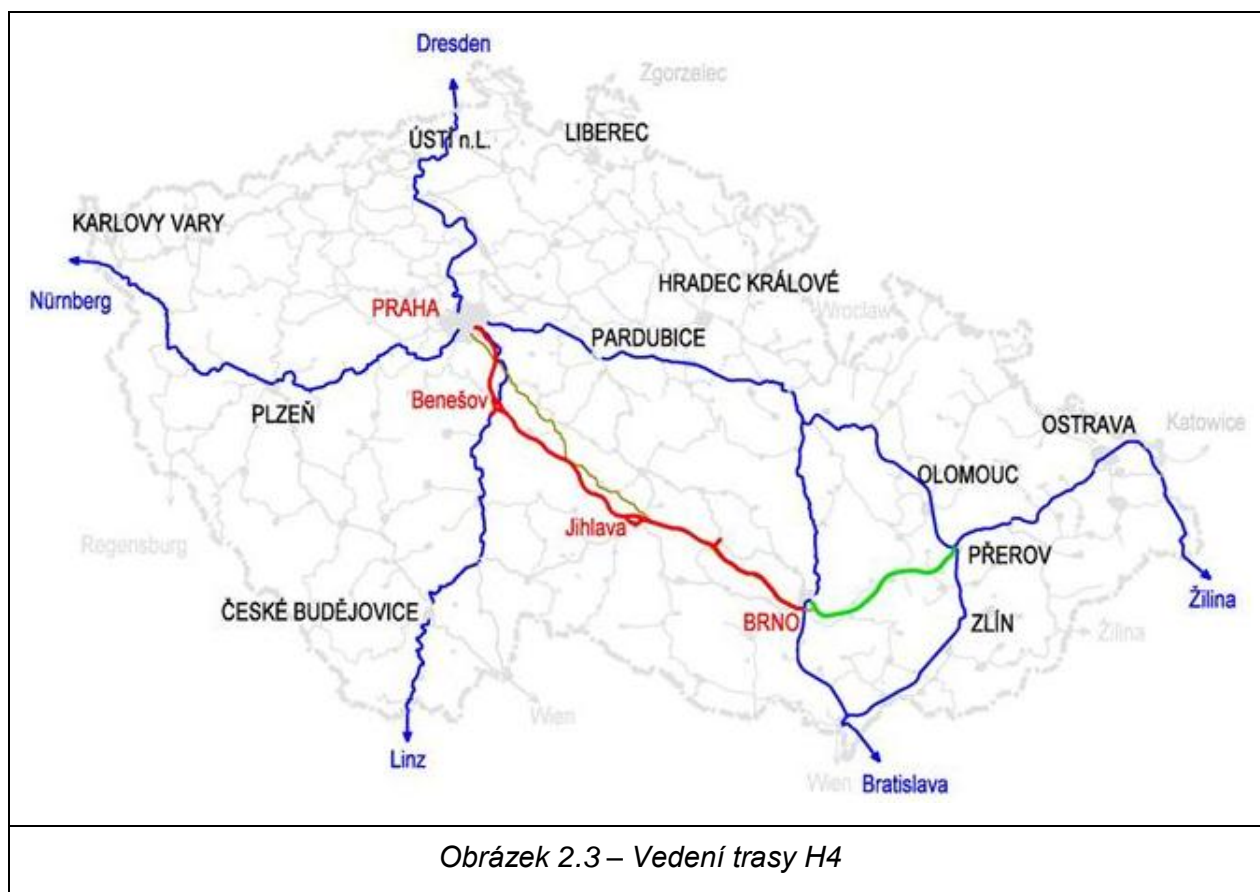 Dresden
Zgorzelec
ÚSTÍ n.L.
LIBEREC
KARLOVY VARY
Nürnberg
PRAHA
HRADEC KRÁLOVÉ
Wroclaw
PARDUBICE
Benešov
PLZEŇ
OSTRAVA
Katowice
OLOMOUC
Jihlava
Regensburg
PŘEROV
ČESKÉ BUDĚJOVICE
BRNO
ZLÍN
Žilina
Žilina
Wien
Linz
Wien
Bratislava
Obrázek 2.3 – Vedení trasy H4